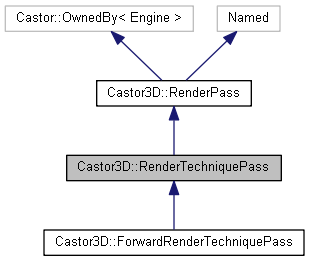 Castor::OwnedBy< Engine >
Named
Castor3D::RenderPass
Castor3D::RenderTechniquePass
Castor3D::ForwardRenderTechniquePass